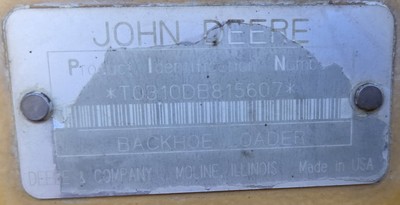 JOHN DEERE
Product Identification Number
*T0310DB815607*
BACKHOE LOADER
DEERE & COMPANY MOLINE, ILLINOIS Made in USA